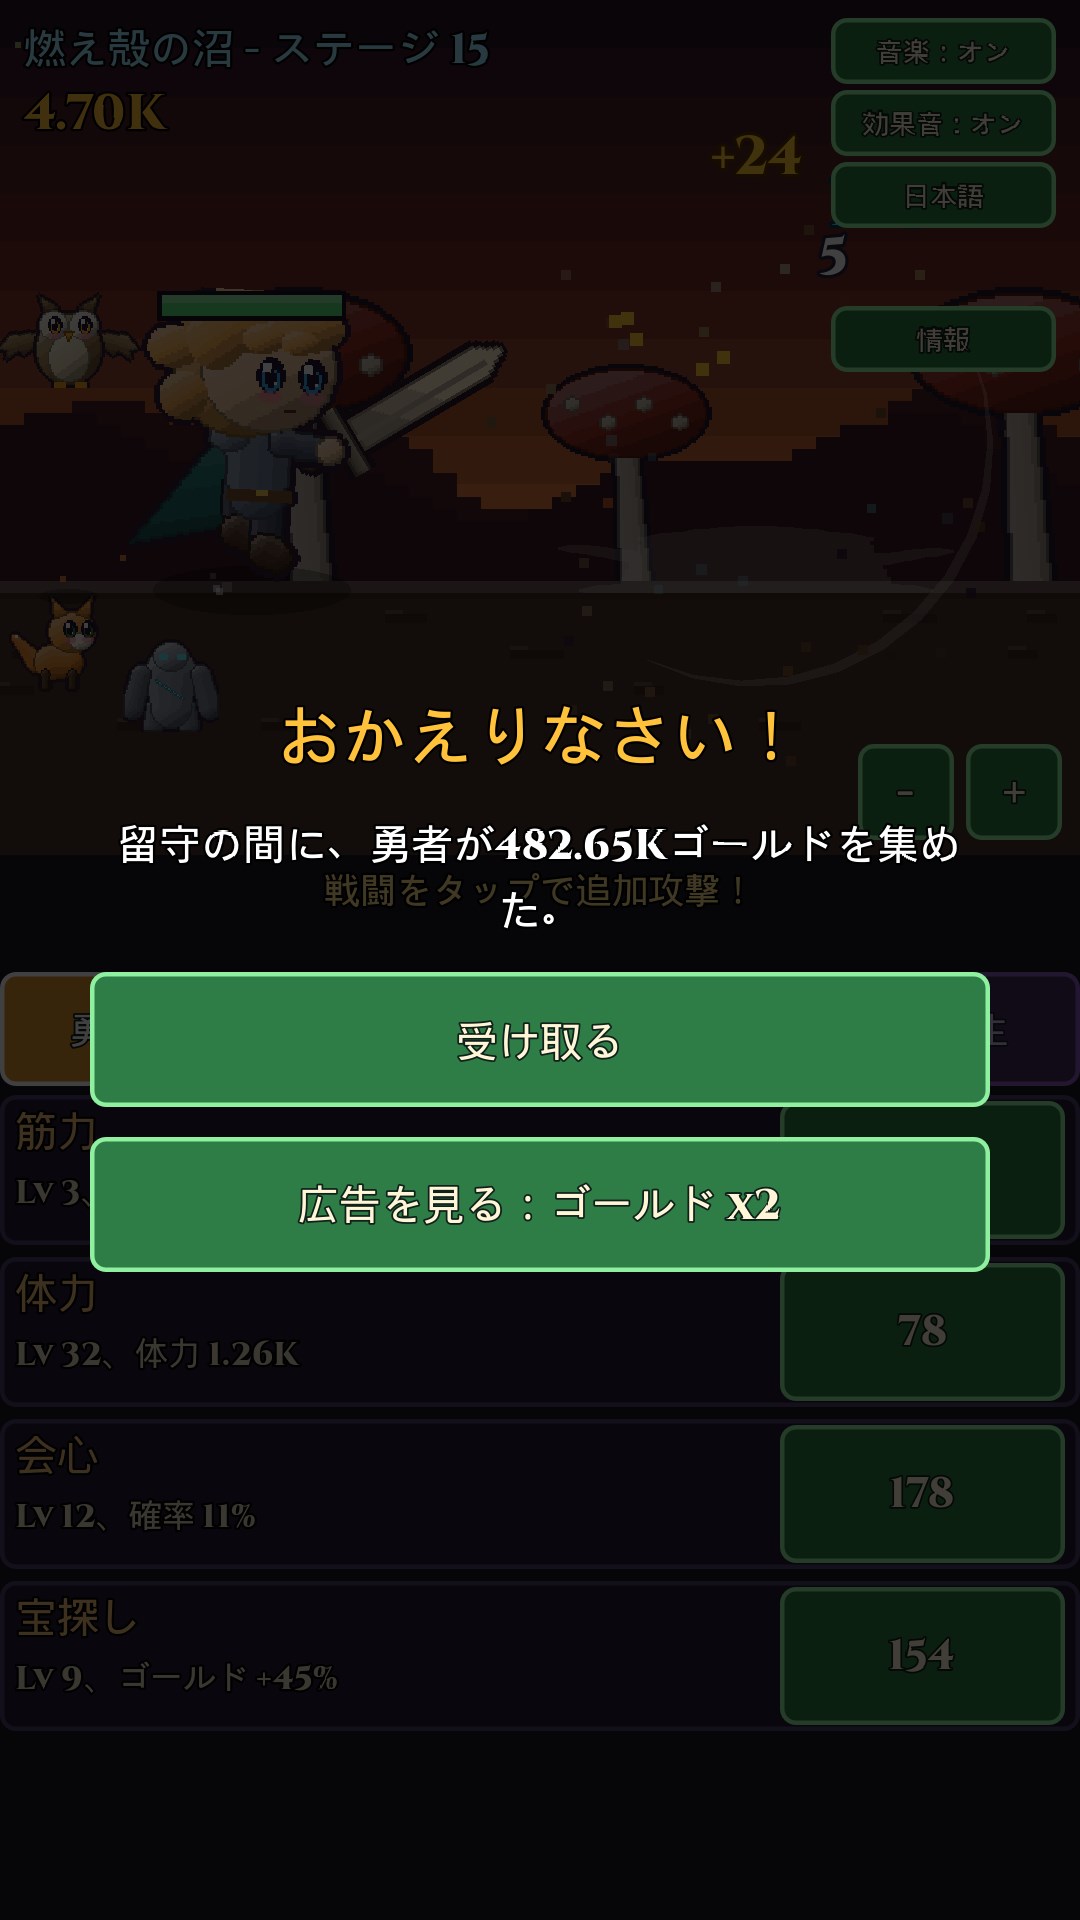 燃え殻の沼 - ステージ 15
音楽：オン
4.70K
効果音：オン
+24
日本語
5
情報
おかえりなさい！
- +
留守の間に、勇者が482.65Kゴールドを集め
た。
戦闘をタップで追加攻撃！
受け取る
筋力
Lv 3、
広告を見る：ゴールド x2
体力
Lv 32、体力 1.26K
78
会心
Lv 12、確率 11%
178
宝探し
Lv 9、ゴールド +45%
154